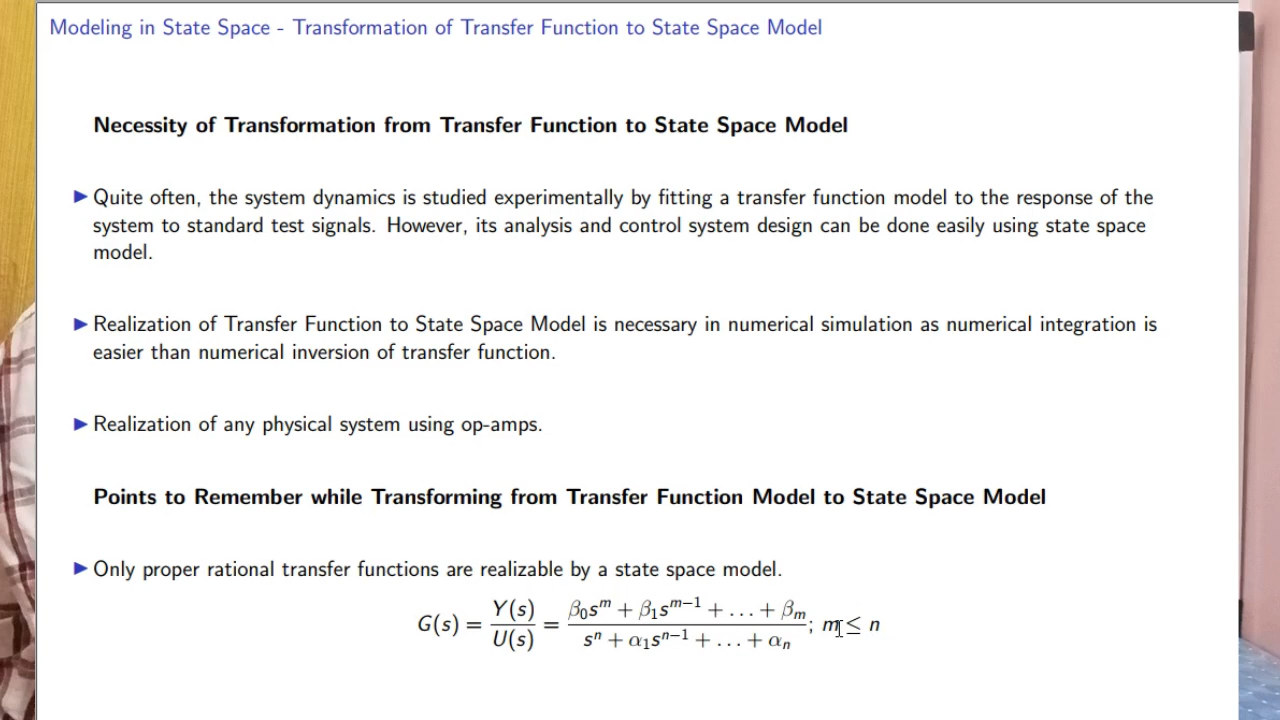 Modeling in State Space - Transformation of Transfer Function to State Space Model
Necessity of Transformation from Transfer Function to State Space Model
▶ Quite often, the system dynamics is studied experimentally by fitting a transfer function model to the response of the
system to standard test signals. However, its analysis and control system design can be done easily using state space
model.
▶ Realization of Transfer Function to State Space Model is necessary in numerical simulation as numerical integration is
easier than numerical inversion of transfer function.
▶ Realization of any physical system using op-amps.
Points to Remember while Transforming from Transfer Function Model to State Space Model
▶ Only proper rational transfer functions are realizable by a state space model.
G(s) = Y(s)/U(s) = (β₀sᵐ + β₁sᵐ⁻¹ + . . . + βₘ)/(sⁿ + α₁sⁿ⁻¹ + . . . + αₙ); m ≤ n